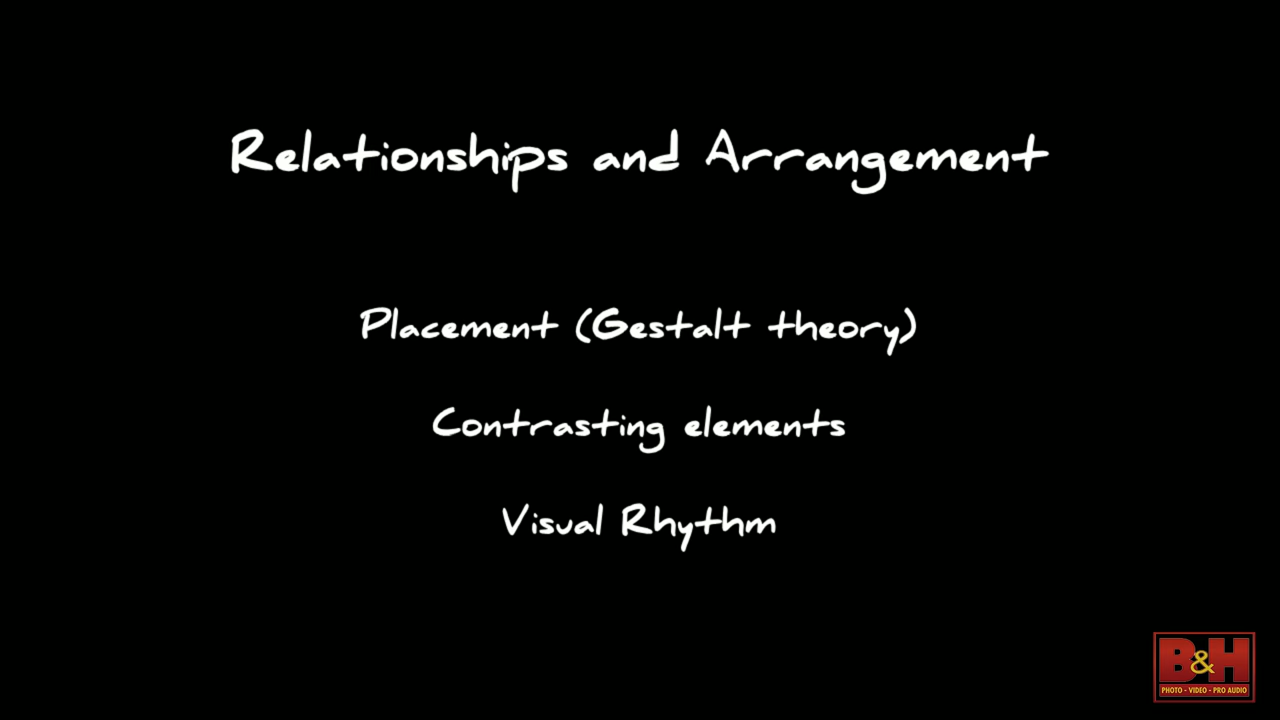 Relationships and Arrangement
Placement (Gestalt theory)
Contrasting elements
Visual Rhythm
B&H
PHOTO - VIDEO - PRO AUDIO